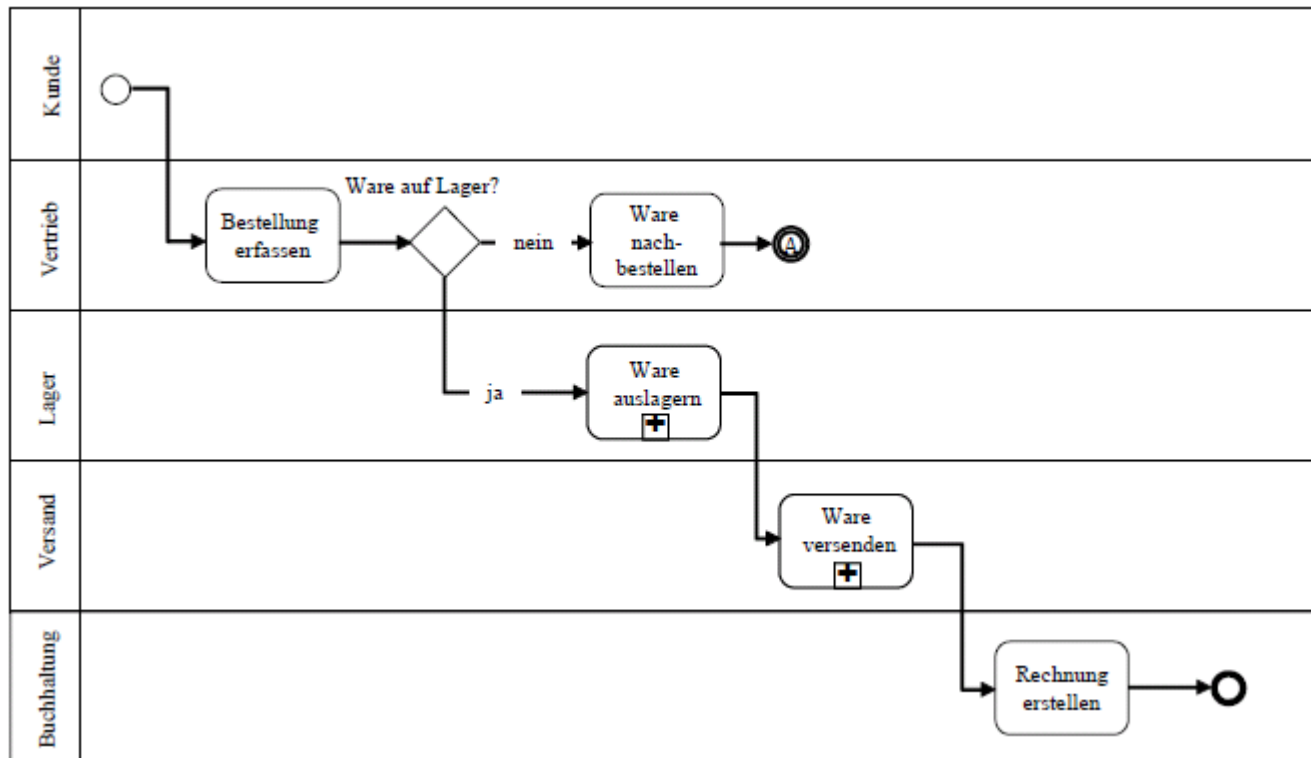 Kunde
Vertrieb
Ware auf Lager?
Bestellung
erfassen
nein
Ware
nach-
bestellen
A
Lager
ja
Ware
auslagern
Versand
Ware
versenden
Buchhaltung
Rechnung
erstellen